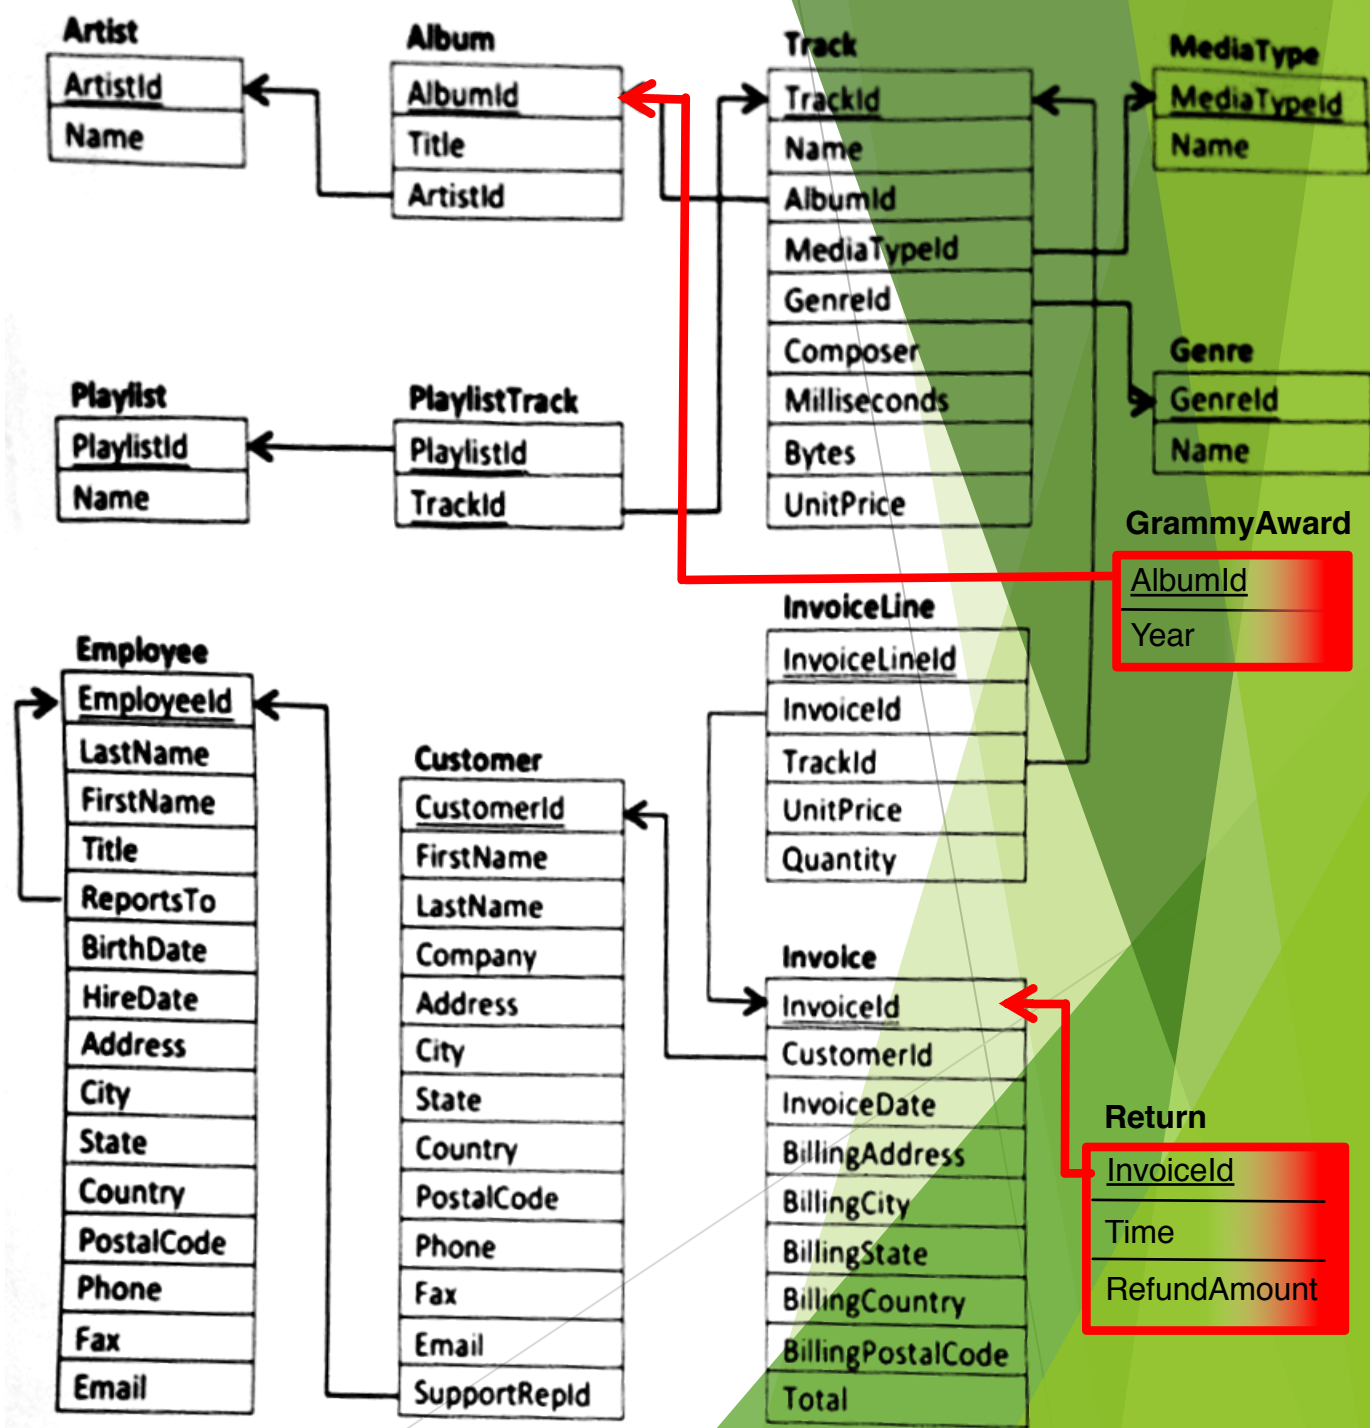 Artist
ArtistId
Name
Album
AlbumId
Title
ArtistId
Track
TrackId
Name
AlbumId
MediaTypeId
GenreId
Composer
Milliseconds
Bytes
UnitPrice
MediaType
MediaTypeId
Name
Genre
GenreId
Name
Playlist
PlaylistId
Name
PlaylistTrack
PlaylistId
TrackId
GrammyAward
AlbumId
Year
Employee
EmployeeId
LastName
FirstName
Title
ReportsTo
BirthDate
HireDate
Address
City
State
Country
PostalCode
Phone
Fax
Email
Customer
CustomerId
FirstName
LastName
Company
Address
City
State
Country
PostalCode
Phone
Fax
Email
SupportRepId
InvoiceLine
InvoiceLineId
InvoiceId
TrackId
UnitPrice
Quantity
Invoice
InvoiceId
CustomerId
InvoiceDate
BillingAddress
BillingCity
BillingState
BillingCountry
BillingPostalCode
Total
Return
InvoiceId
Time
RefundAmount